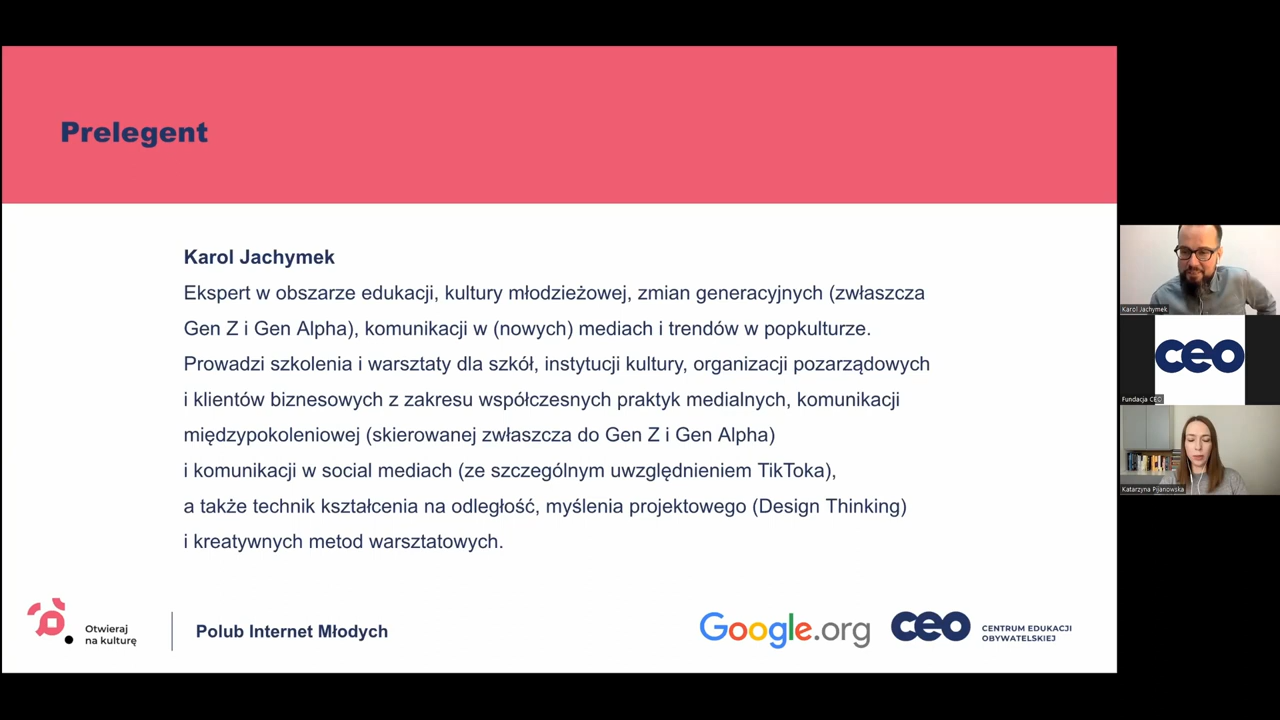 Prelegent
Karol Jachymek
Ekspert w obszarze edukacji, kultury młodzieżowej, zmian generacyjnych (zwłaszcza
Gen Z i Gen Alpha), komunikacji w (nowych) mediach i trendów w popkulturze.
Prowadzi szkolenia i warsztaty dla szkół, instytucji kultury, organizacji pozarządowych
i klientów biznesowych z zakresu współczesnych praktyk medialnych, komunikacji
międzypokoleniowej (skierowanej zwłaszcza do Gen Z i Gen Alpha)
i komunikacji w social mediach (ze szczególnym uwzględnieniem TikToka),
a także technik kształcenia na odległość, myślenia projektowego (Design Thinking)
i kreatywnych metod warsztatowych.
Otwieraj
na kulturę
Polub Internet Młodych
Google.org
ceo
CENTRUM EDUKACJI
OBYWATELSKIEJ
Karol Jachymek
ceo
Fundacja CEO
Katarzyna Pijanowska